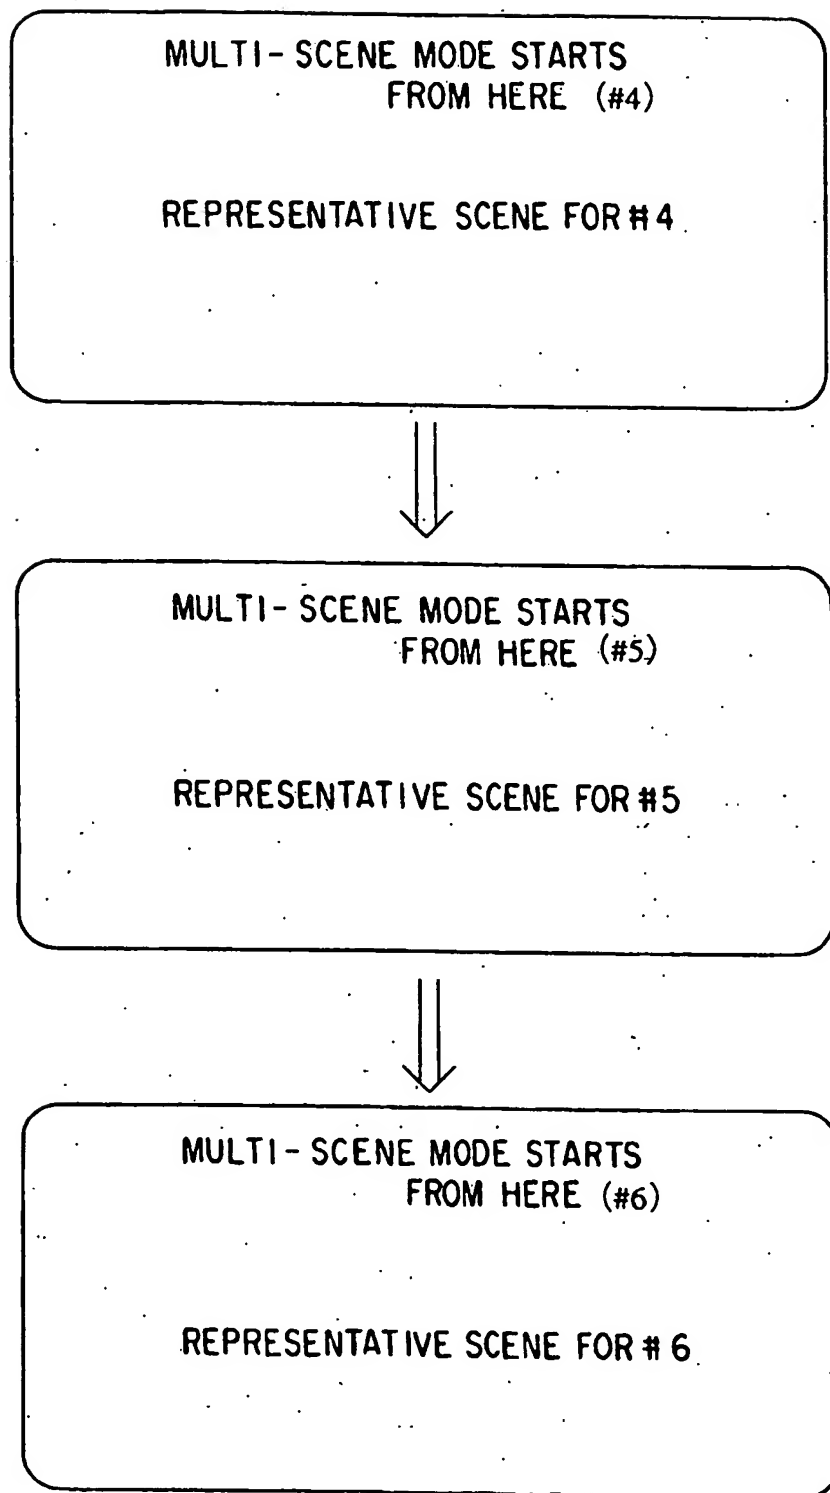 MULTI-SCENE MODE STARTS
FROM HERE (#4)
REPRESENTATIVE SCENE FOR #4
MULTI-SCENE MODE STARTS
FROM HERE (#5)
REPRESENTATIVE SCENE FOR #5
MULTI-SCENE MODE STARTS
FROM HERE (#6)
REPRESENTATIVE SCENE FOR #6